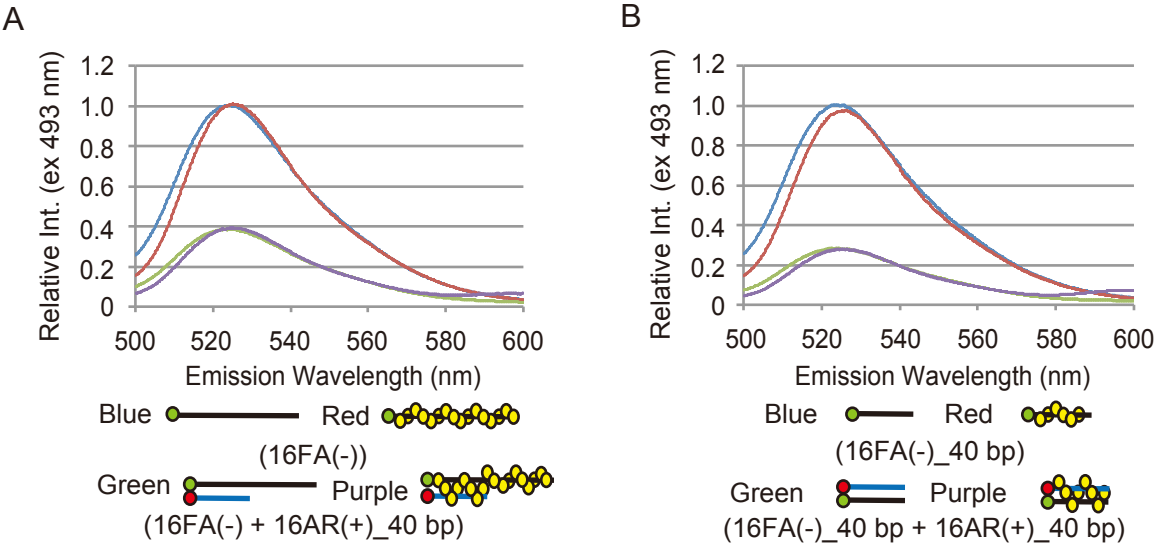 A
Relative Int. (ex 493 nm)
1.2
1.0
0.8
0.6
0.4
0.2
0
500 520 540 560 580 600
Emission Wavelength (nm)
Blue Red
(16FA(-))
Green Purple
(16FA(-) + 16AR(+)_40 bp)
B
Relative Int. (ex 493 nm)
1.2
1.0
0.8
0.6
0.4
0.2
0
500 520 540 560 580 600
Emission Wavelength (nm)
Blue Red
(16FA(-)_40 bp)
Green Purple
(16FA(-)_40 bp + 16AR(+)_40 bp)